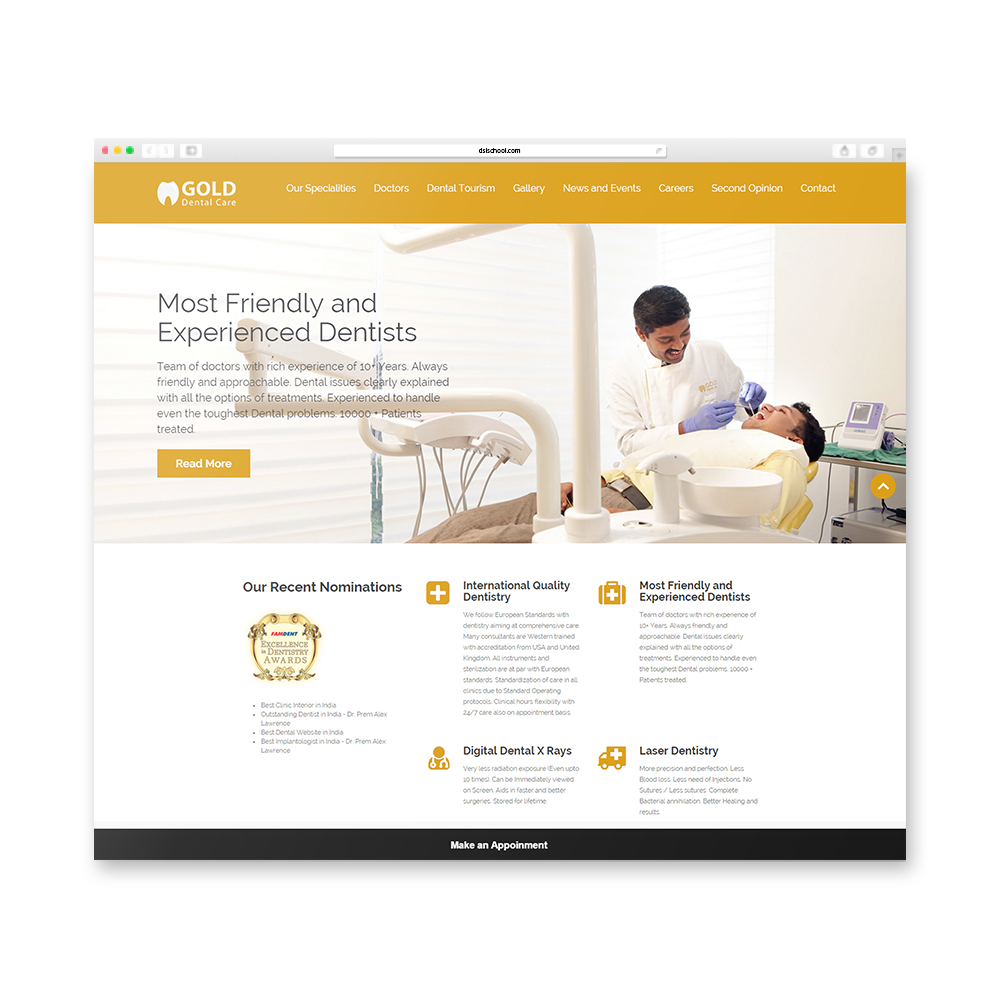 dsischool.com
GOLD
Dental Care
Our Specialities
Doctors
Dental Tourism
Gallery
News and Events
Careers
Second Opinion
Contact
Most Friendly and
Experienced Dentists
Team of doctors with rich experience of 10+ Years. Always
friendly and approachable. Dental issues clearly explained
with all the options of treatments. Experienced to handle
even the toughest Dental problems. 10000 + Patients
treated.
Read More
GOLD
Our Recent Nominations
FAMDENT
EXCELLENCE
in DENTISTRY
AWARDS
Best Clinic Interior in India
Outstanding Dentist in India - Dr. Prem Alex
Lawrence
Best Dental Website in India
Best Implantologist in India - Dr. Prem Alex
Lawrence
International Quality
Dentistry
We follow European Standards with
dentistry aiming at comprehensive care.
Many consultants are Western trained
with accreditation from USA and United
Kingdom. All instruments and
sterilization are at par with European
standards. Standardization of care in all
clinics due to Standard Operating
protocols. Clinical hours flexibility with
24/7 care also on appointment basis.
Most Friendly and
Experienced Dentists
Team of doctors with rich experience of
10+ Years. Always friendly and
approachable. Dental issues clearly
explained with all the options of
treatments. Experienced to handle even
the toughest Dental problems. 10000 +
Patients treated.
Digital Dental X Rays
Very less radiation exposure (Even upto
10 times). Can be Immediately viewed
on Screen. Aids in faster and better
surgeries. Stored for lifetime.
Laser Dentistry
More precision and perfection. Less
Blood loss. Less need of Injections. No
Sutures / Less sutures. Complete
Bacterial annihilation. Better Healing and
results.
Make an Appoinment